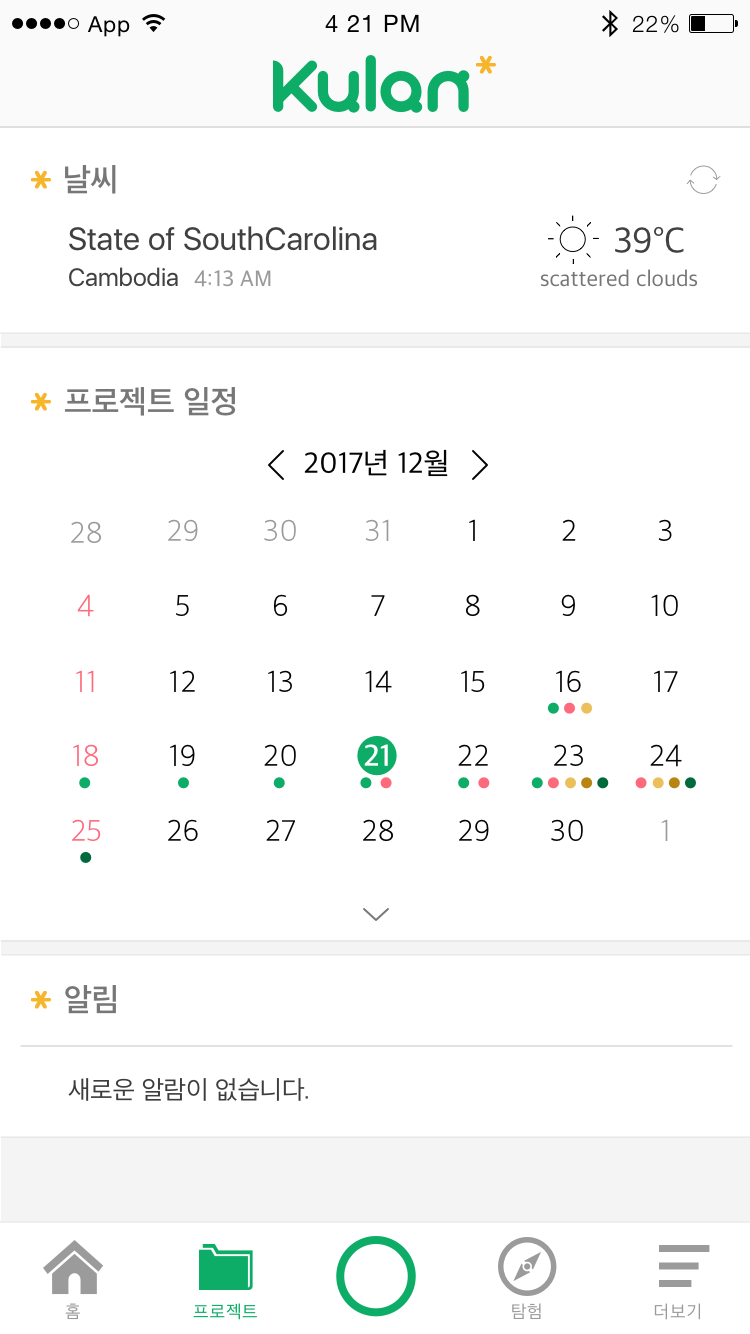 App 4 21 PM 22%
Kulan*
날씨
State of SouthCarolina 39°C
Cambodia 4:13 AM scattered clouds
프로젝트 일정
2017년 12월
28 29 30 31 1 2 3
4 5 6 7 8 9 10
11 12 13 14 15 16 17
18 19 20 21 22 23 24
25 26 27 28 29 30 1
알림
새로운 알람이 없습니다.
홈 프로젝트 탐험 더보기